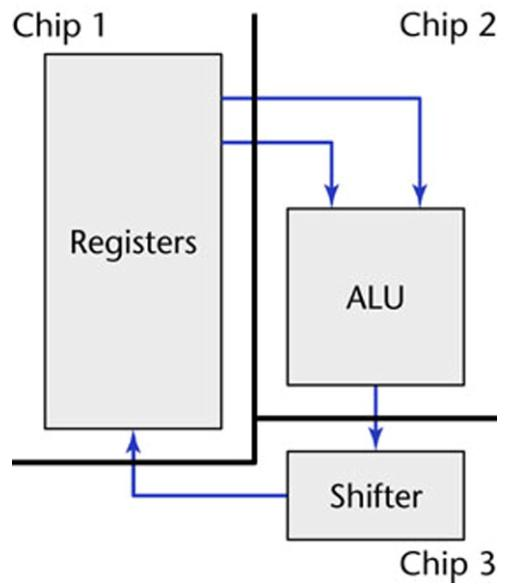 Chip 1
Chip 2
Registers
ALU
Shifter
Chip 3